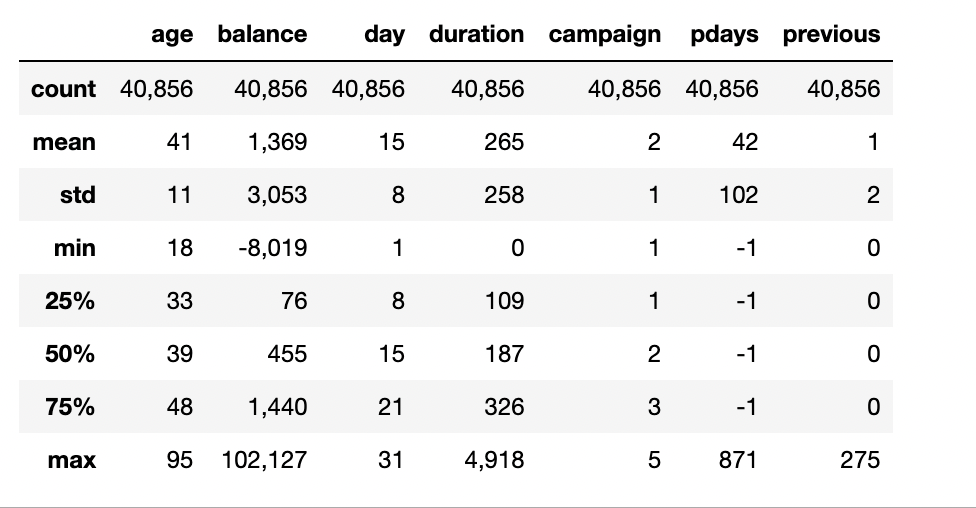 age balance day duration campaign pdays previous
count 40,856 40,856 40,856 40,856 40,856 40,856 40,856
mean 41 1,369 15 265 2 42 1
std 11 3,053 8 258 1 102 2
min 18 -8,019 1 0 1 -1 0
25% 33 76 8 109 1 -1 0
50% 39 455 15 187 2 -1 0
75% 48 1,440 21 326 3 -1 0
max 95 102,127 31 4,918 5 871 275